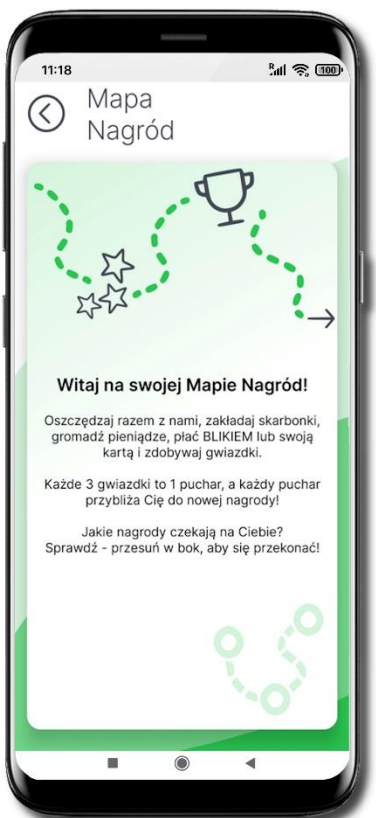 11:18
R
100
Mapa
Nagród
Witaj na swojej Mapie Nagród!
Oszczędzaj razem z nami, zakładaj skarbonki,
gromadź pieniądze, płać BLIKIEM lub swoją
kartą i zdobywaj gwiazdki.
Każde 3 gwiazdki to 1 puchar, a każdy puchar
przybliża Cię do nowej nagrody!
Jakie nagrody czekają na Ciebie?
Sprawdź - przesuń w bok, aby się przekonać!